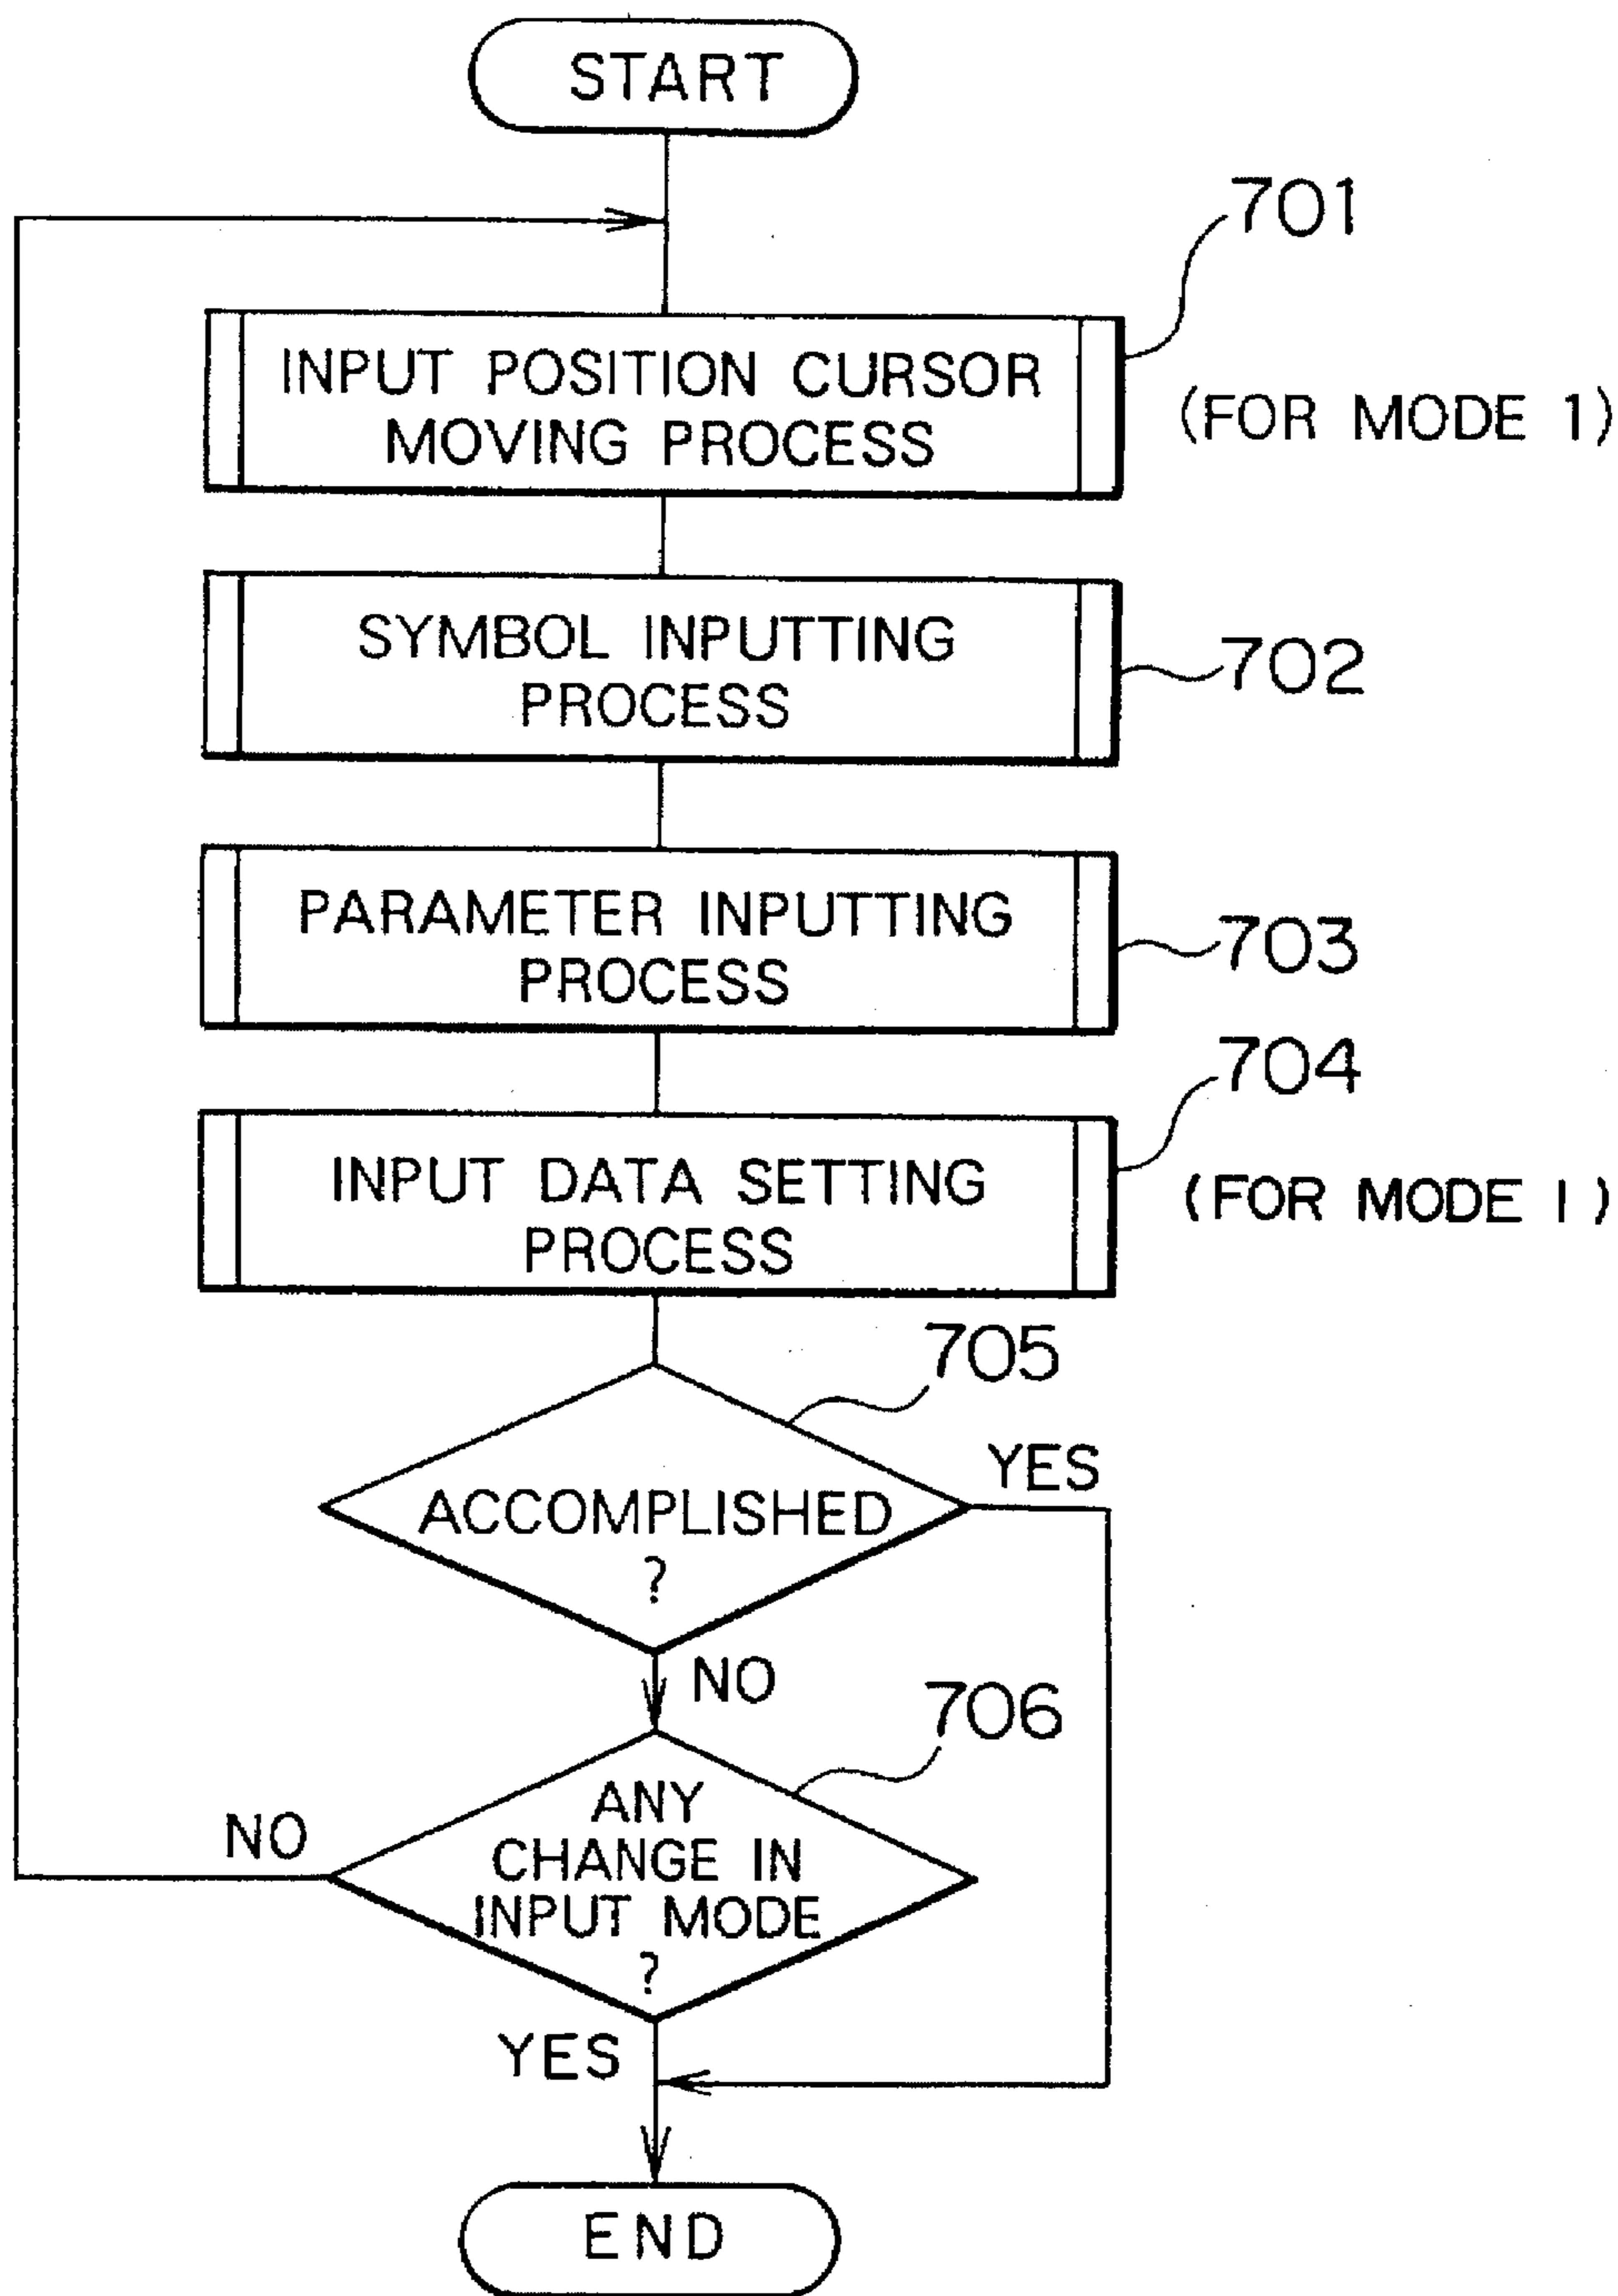 START
701
INPUT POSITION CURSOR
MOVING PROCESS
(FOR MODE 1)
SYMBOL INPUTTING
PROCESS
702
PARAMETER INPUTTING
PROCESS
703
704
INPUT DATA SETTING
PROCESS
(FOR MODE 1)
705
YES
ACCOMPLISHED
?
NO
706
ANY
CHANGE IN
INPUT MODE
?
NO
YES
END